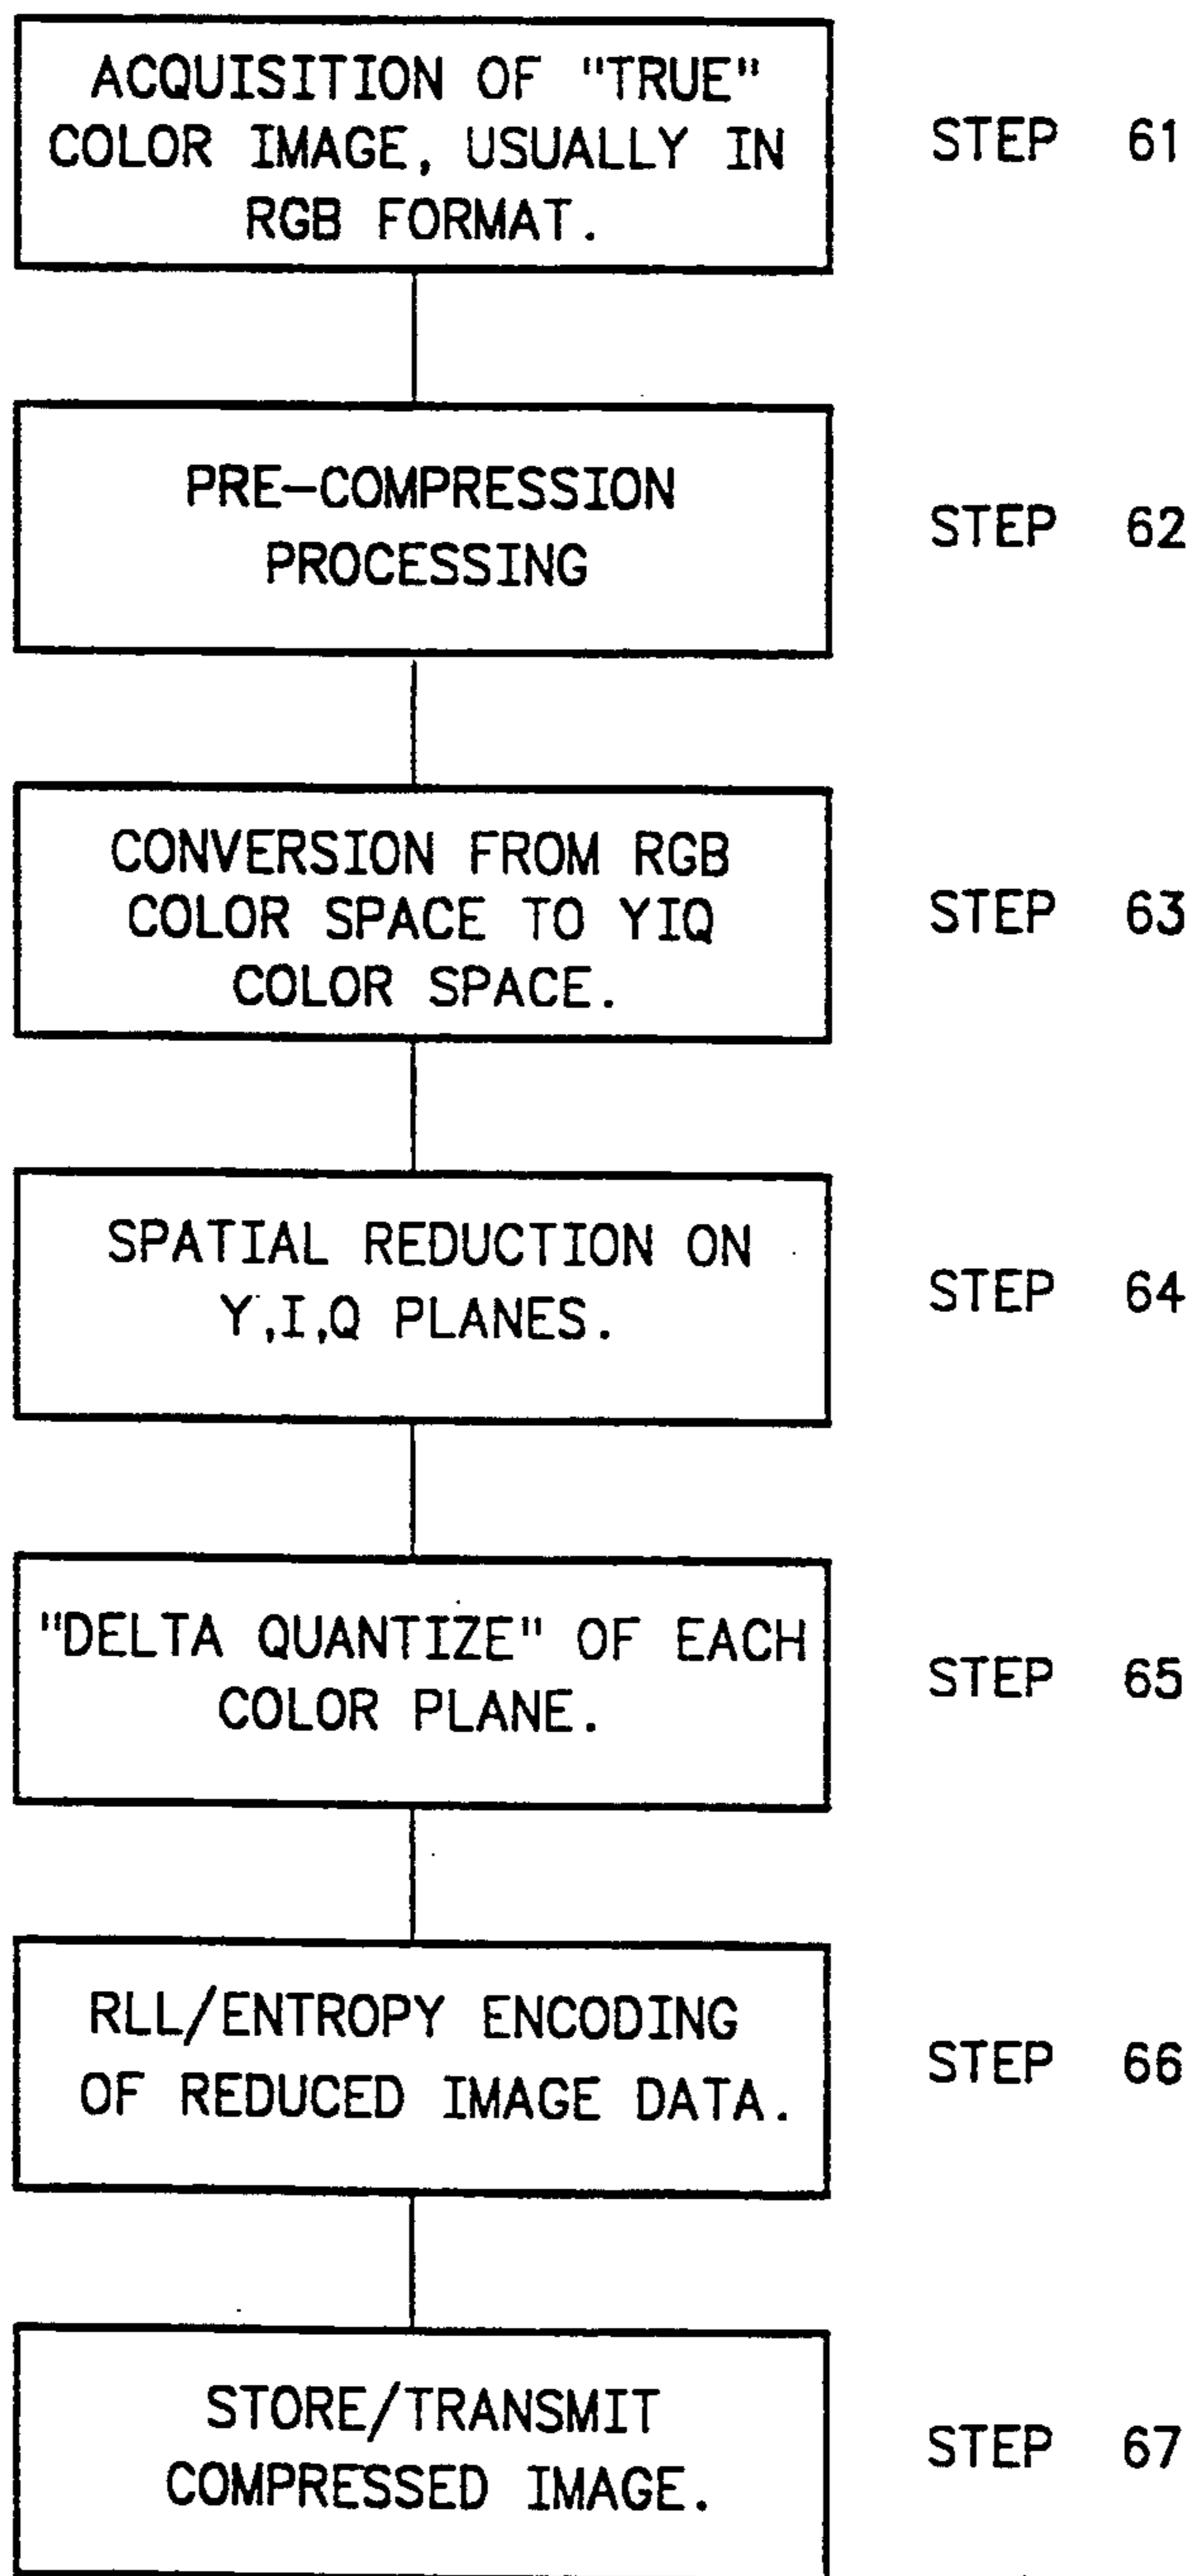 ACQUISITION OF "TRUE"
COLOR IMAGE, USUALLY IN
RGB FORMAT.
STEP 61
PRE-COMPRESSION
PROCESSING
STEP 62
CONVERSION FROM RGB
COLOR SPACE TO YIQ
COLOR SPACE.
STEP 63
SPATIAL REDUCTION ON
Y,I,Q PLANES.
STEP 64
"DELTA QUANTIZE" OF EACH
COLOR PLANE.
STEP 65
RLL/ENTROPY ENCODING
OF REDUCED IMAGE DATA.
STEP 66
STORE/TRANSMIT
COMPRESSED IMAGE.
STEP 67